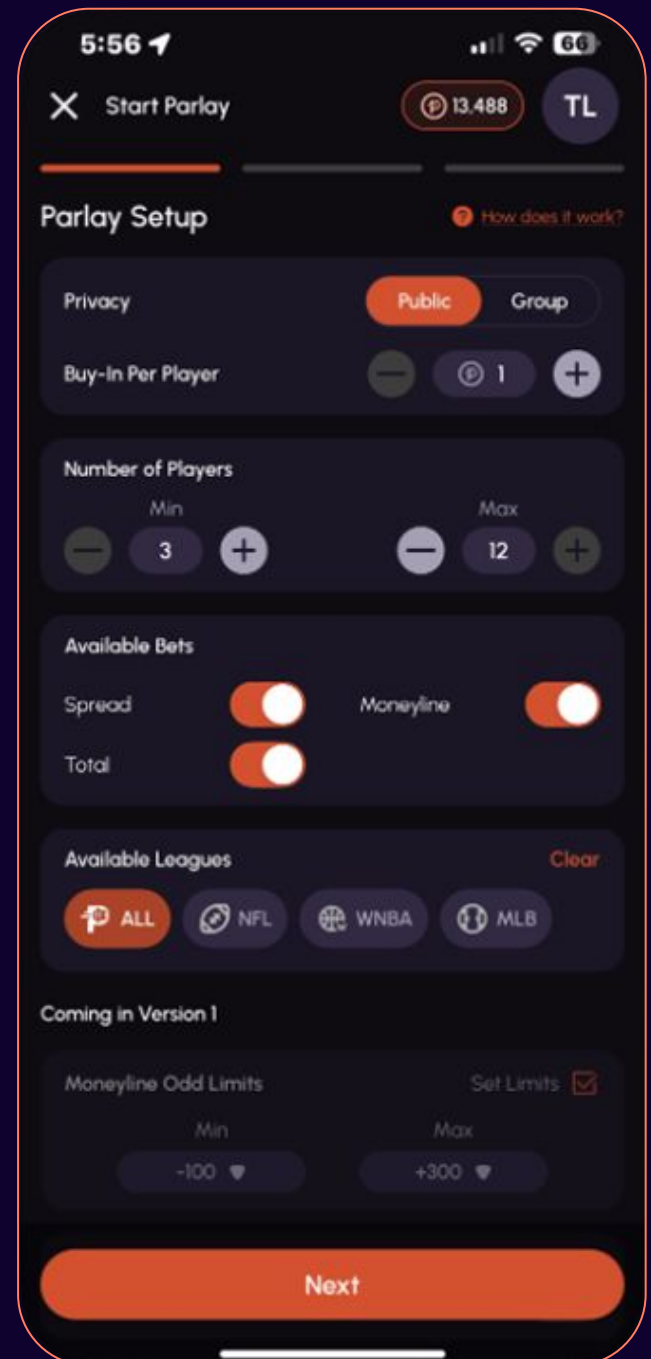 5:56
66
Start Parlay
13,488
TL
Parlay Setup
? How does it work?
Privacy
Public
Group
Buy-In Per Player
1
Number of Players
Min
Max
3
12
Available Bets
Spread
Moneyline
Total
Available Leagues
Clear
ALL
NFL
WNBA
MLB
Coming in Version 1
Moneyline Odd Limits
Set Limits
Min
Max
-100
+300
Next